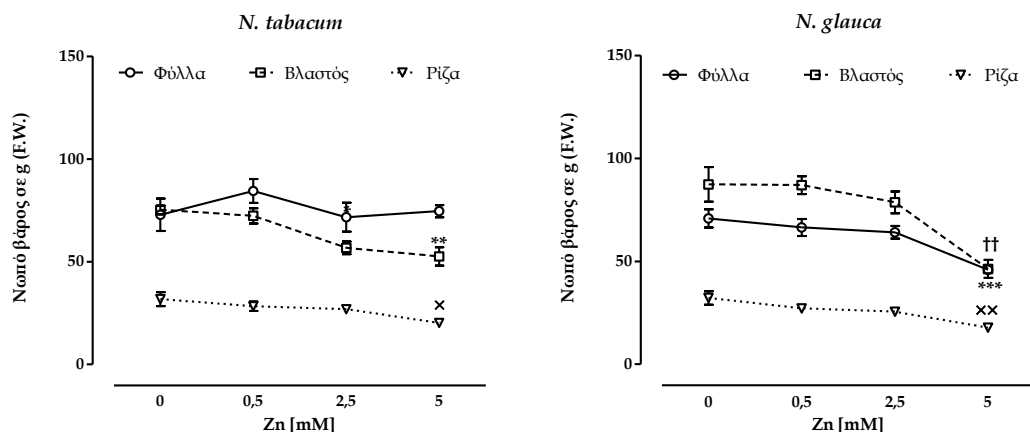 N. tabacum
150
Φύλλα Βλαστός Ρίζα
100
50
0
Νωπό βάρος σε g (F.W.)
*
**
×
0 0,5 2,5 5
Zn [mM]
N. glauca
150
Φύλλα Βλαστός Ρίζα
100
50
0
Νωπό βάρος σε g (F.W.)
††
***
××
0 0,5 2,5 5
Zn [mM]